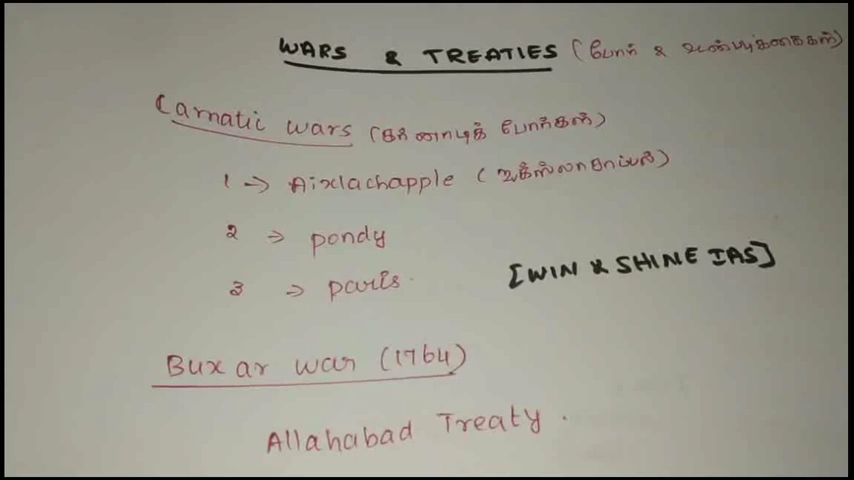 WARS & TREATIES (போர் & உடன்படிக்கைகள்)
Carnatic wars (கர்னாடிக் போர்கள்)
1 -> Aixlachapple (ஐக்ஸ்லாசாப்பல்)
2 => pondy
3 => paris.
[WIN & SHINE IAS]
Buxar war (1764)
Allahabad Treaty.